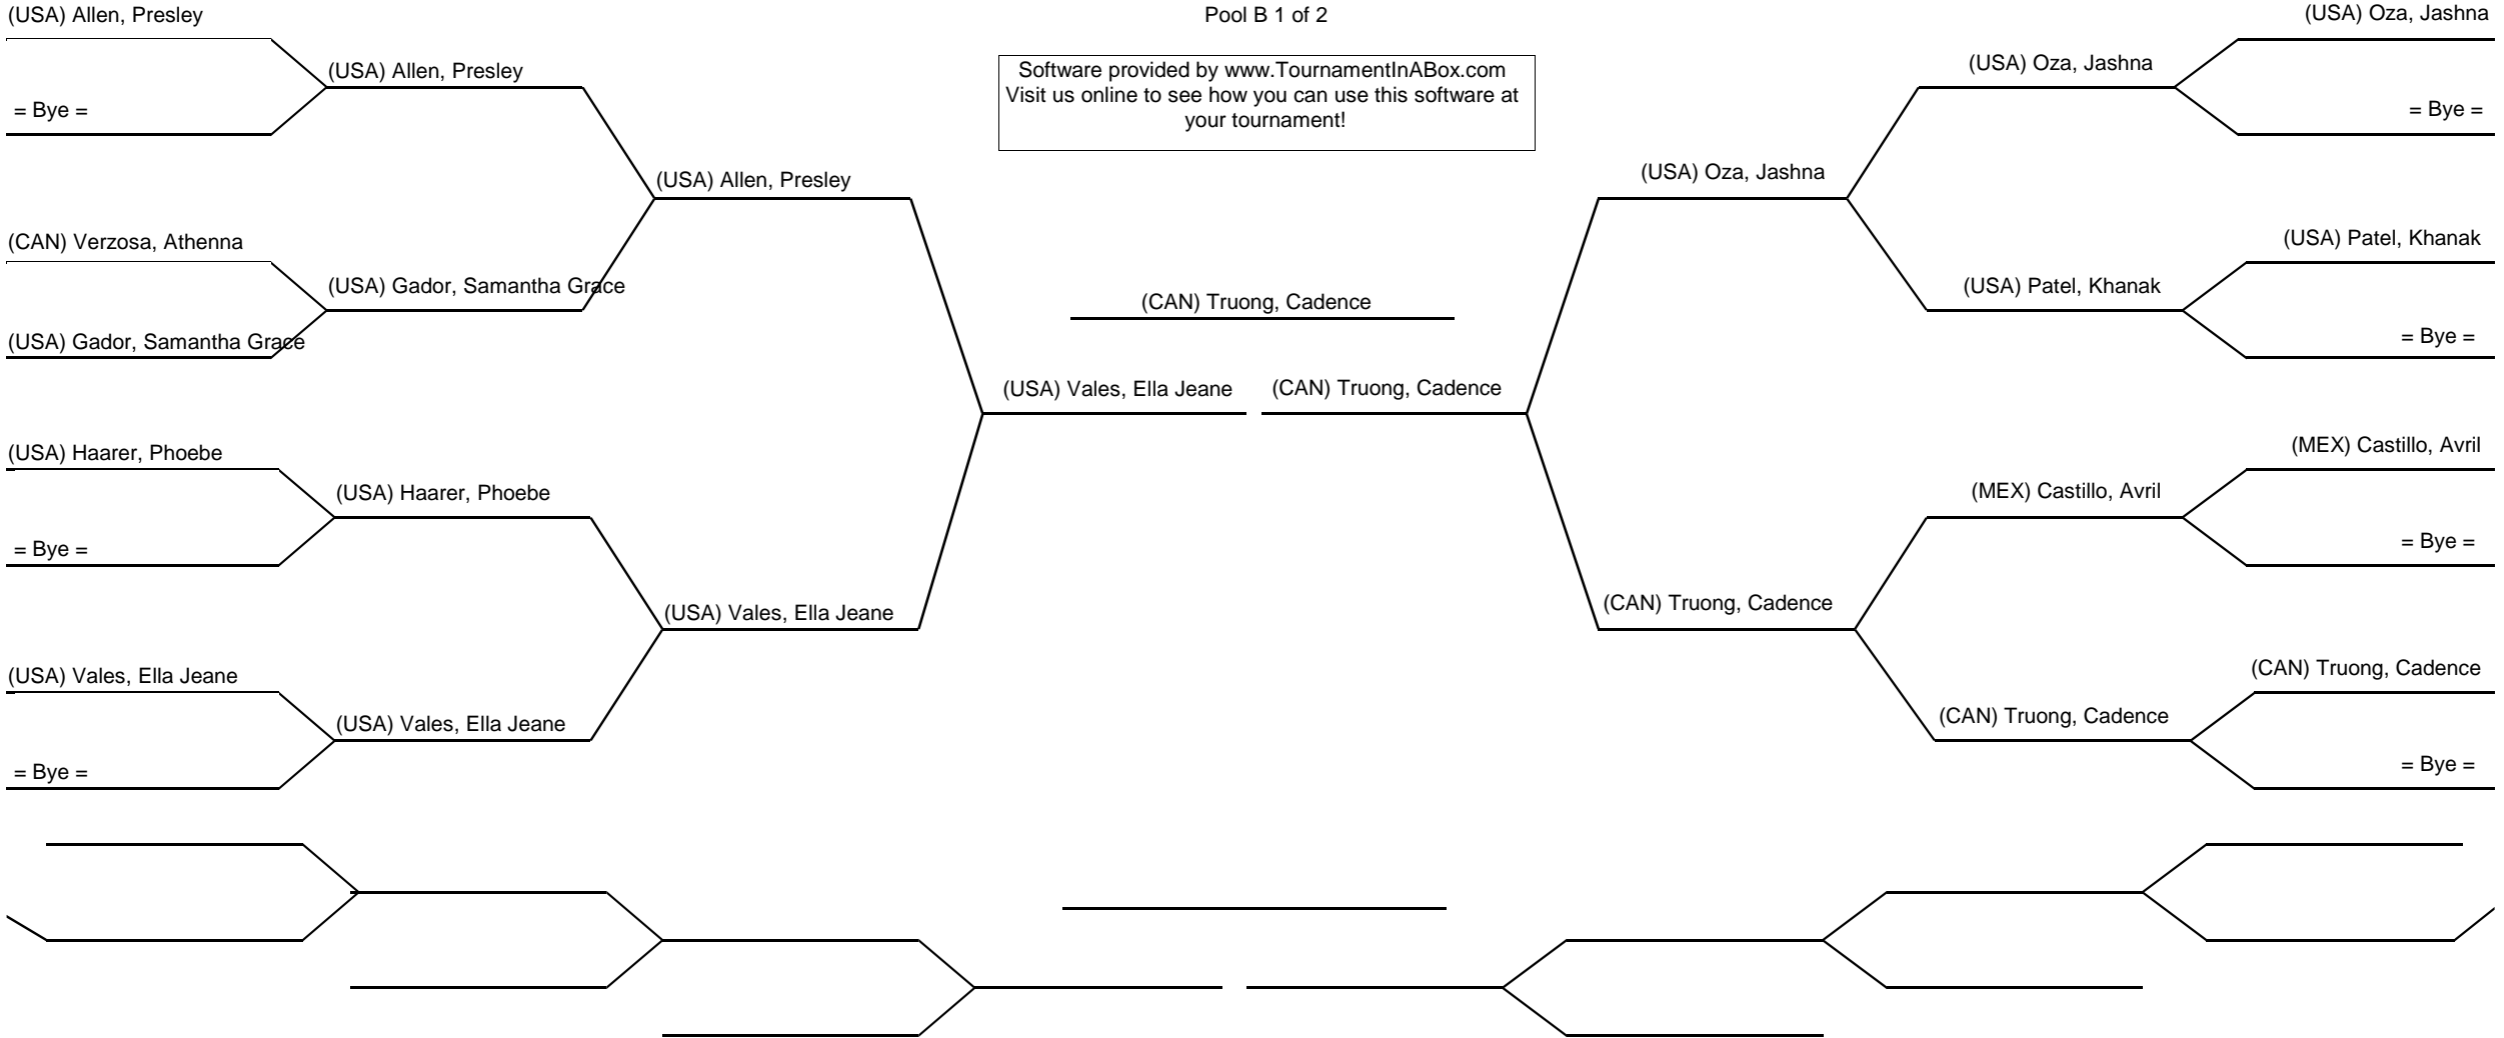 (USA) Allen, Presley
Pool B 1 of 2
(USA) Oza, Jashna
(USA) Allen, Presley
Software provided by www.TournamentInABox.com
Visit us online to see how you can use this software at
your tournament!
(USA) Oza, Jashna
= Bye =
= Bye =
(USA) Allen, Presley
(USA) Oza, Jashna
(CAN) Verzosa, Athenna
(USA) Patel, Khanak
(USA) Gador, Samantha Grace
(CAN) Truong, Cadence
(USA) Patel, Khanak
(USA) Gador, Samantha Grace
= Bye =
(USA) Vales, Ella Jeane
(CAN) Truong, Cadence
(USA) Haarer, Phoebe
(MEX) Castillo, Avril
(USA) Haarer, Phoebe
(MEX) Castillo, Avril
= Bye =
= Bye =
(USA) Vales, Ella Jeane
(CAN) Truong, Cadence
(USA) Vales, Ella Jeane
(CAN) Truong, Cadence
(USA) Vales, Ella Jeane
(CAN) Truong, Cadence
= Bye =
= Bye =